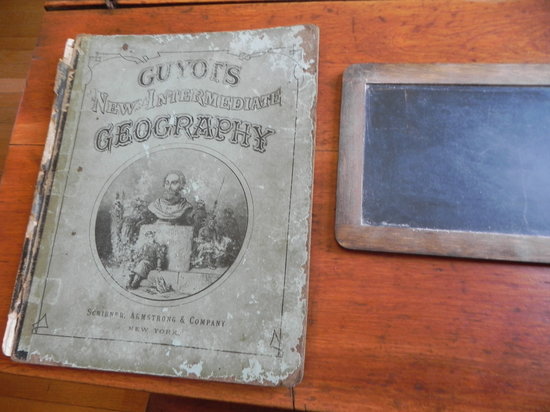 GUYOT'S
NEW INTERMEDIATE
GEOGRAPHY
SCRIBNER, ARMSTRONG & COMPANY
NEW YORK.